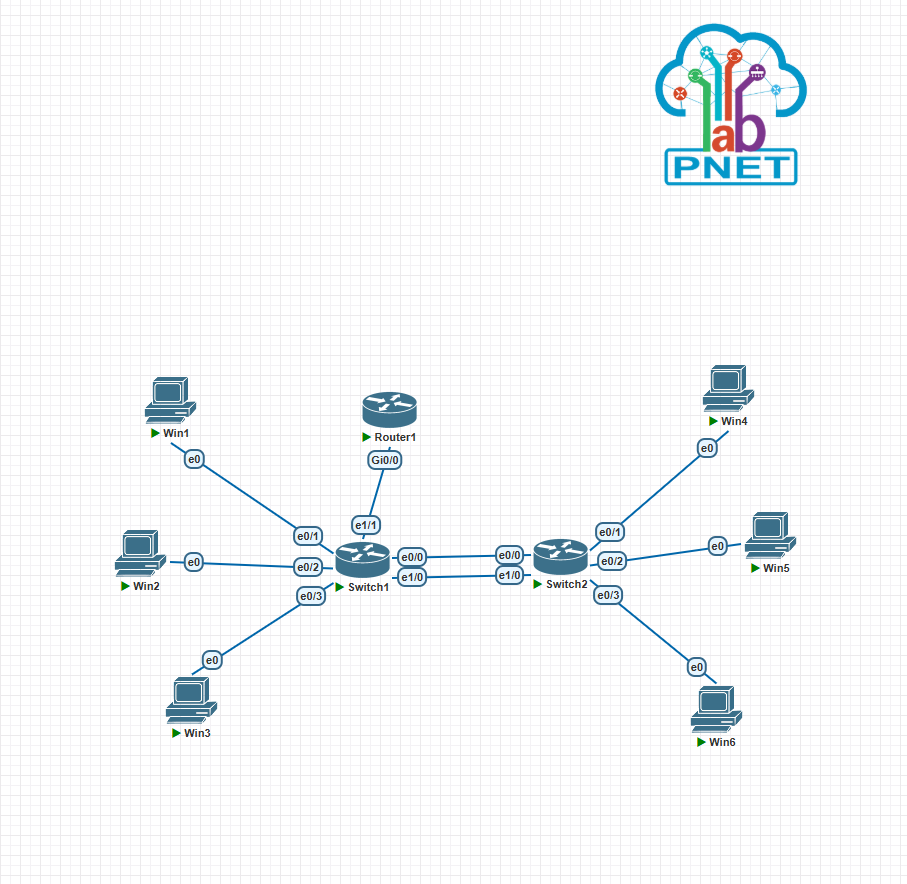 lab
PNET
Win4
e0
Win1
Router1
e0
Gi0/0
e1/1
e0/1
e0/1
Win5
e0
e0/0
e0/0
e0/2
Win2
e0
e0/2
e1/0
e1/0
Switch1
Switch2
e0/3
e0/3
e0
Win3
e0
Win6